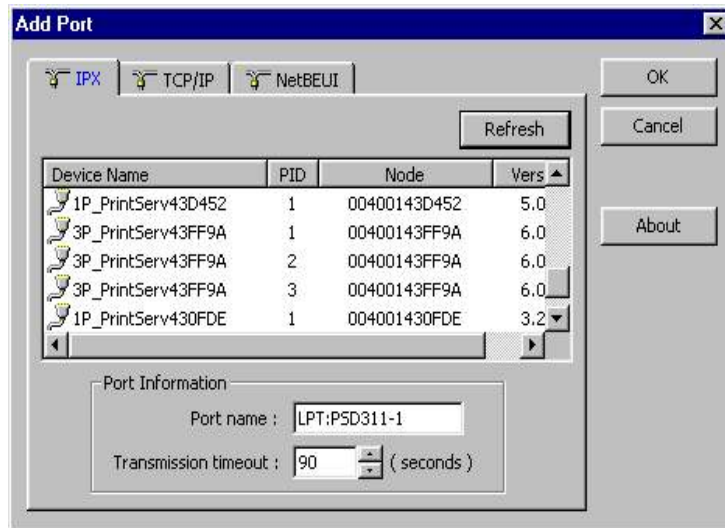 Add Port
IPX TCP/IP NetBEUI
OK
Refresh
Cancel
Device Name PID Node Vers
1P_PrintServ43D452 1 00400143D452 5.0
3P_PrintServ43FF9A 1 00400143FF9A 6.0
About
3P_PrintServ43FF9A 2 00400143FF9A 6.0
3P_PrintServ43FF9A 3 00400143FF9A 6.0
1P_PrintServ430FDE 1 004001430FDE 3.2
Port Information
Port name : LPT:PSD311-1
Transmission timeout : 90 ( seconds )